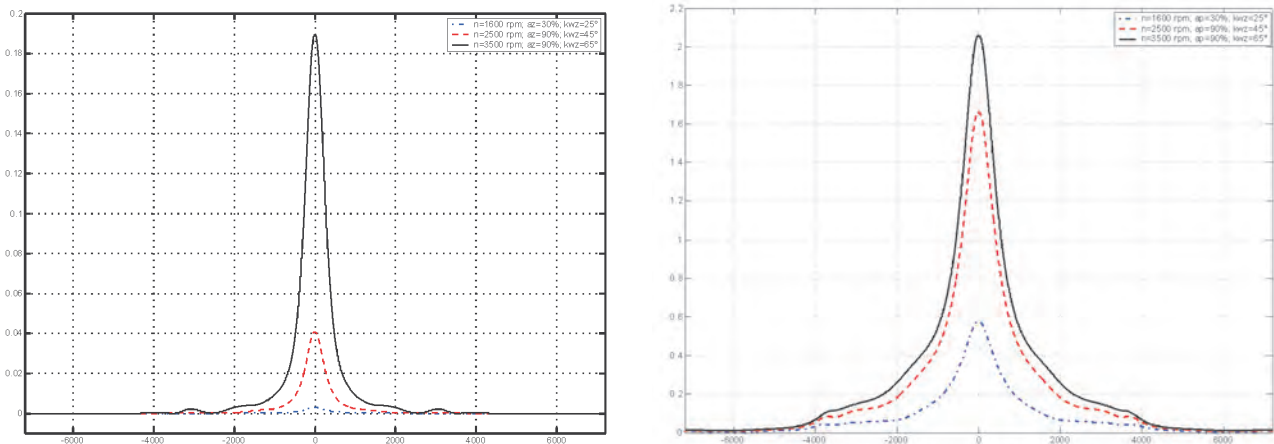 n=1600 rpm; az=30%; kwz=25°
n=2500 rpm; az=90%; kwz=45°
n=3500 rpm; az=90%; kwz=65°
0.2
0.18
0.16
0.14
0.12
0.1
0.08
0.06
0.04
0.02
0
-6000 -4000 -2000 0 2000 4000 6000
n=1600 rpm, ap=30%; kwz=25°
n=2500 rpm, ap=90%; kwz=45°
n=3500 rpm, ap=90%; kwz=65°
2.2
2
1.8
1.6
1.4
1.2
1
0.8
0.6
0.4
0.2
0
-6000 -4000 -2000 0 2000 4000 6000